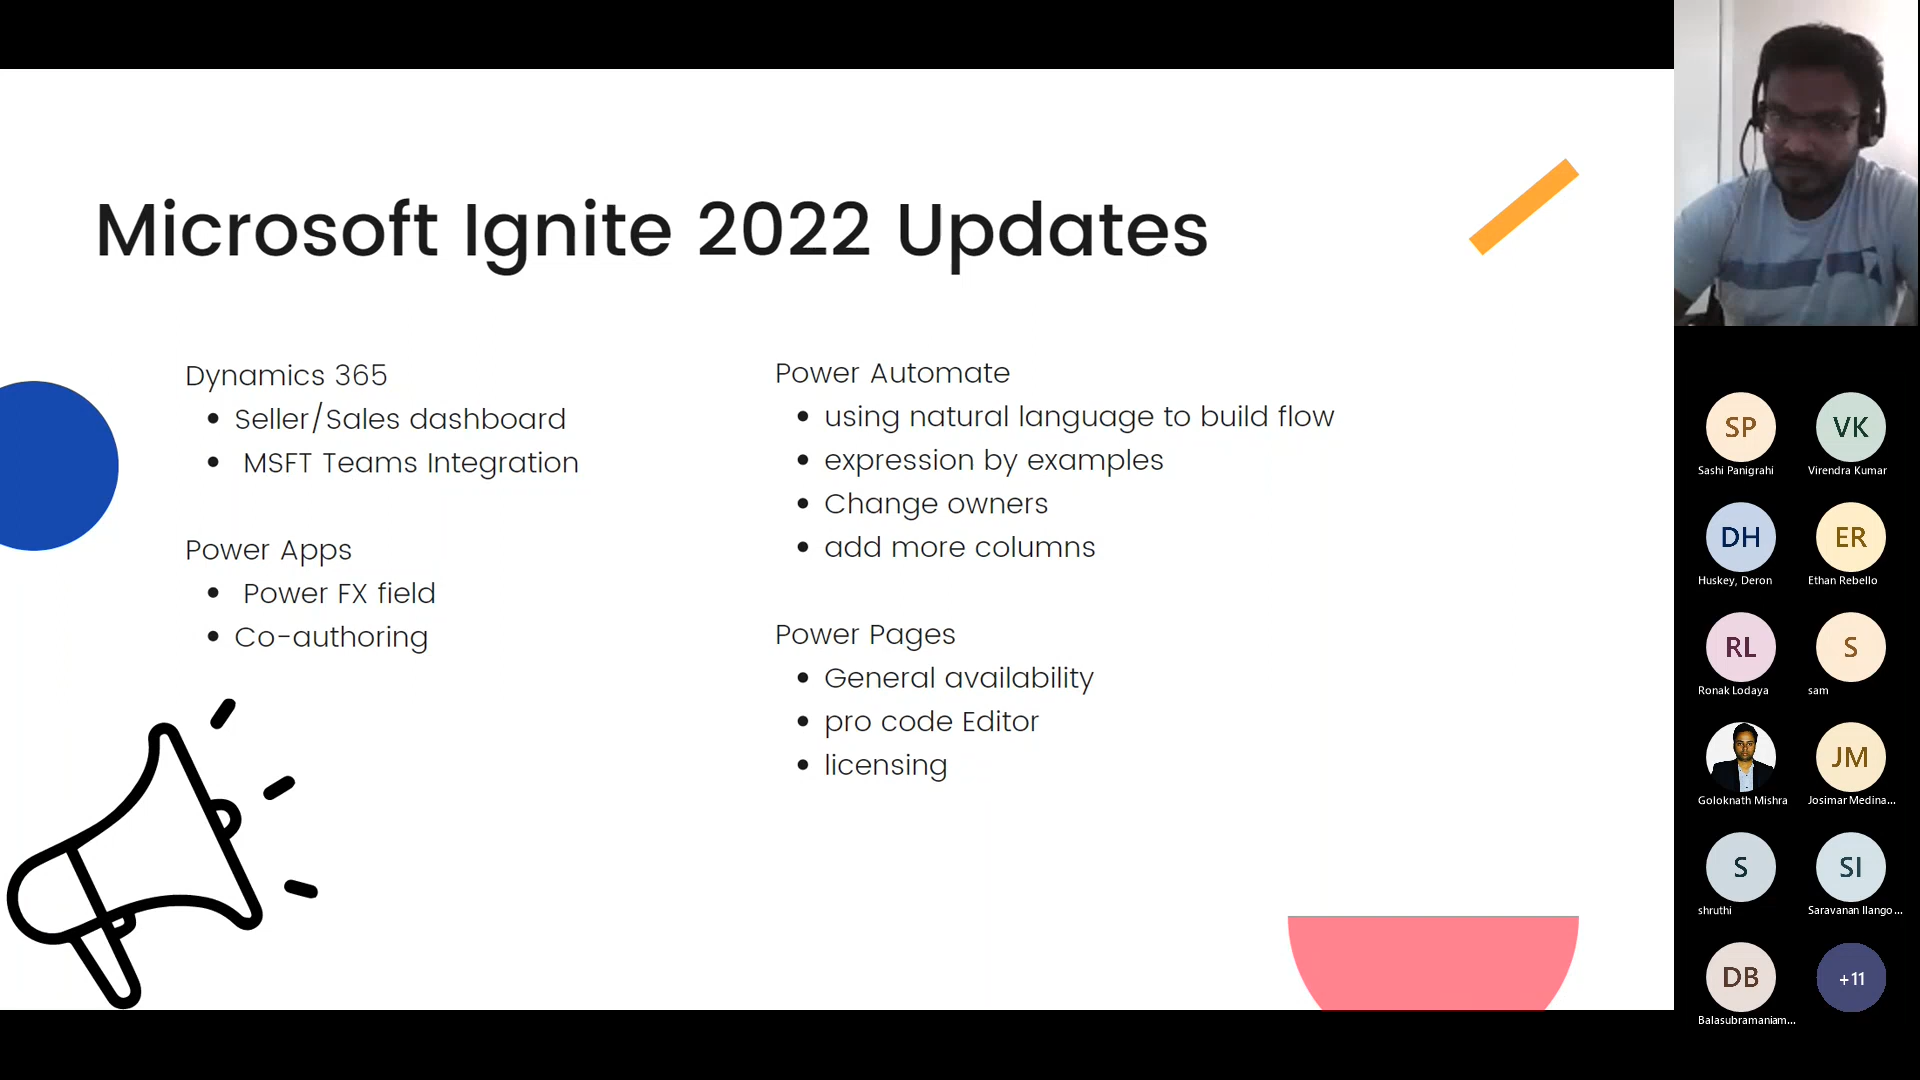 Microsoft Ignite 2022 Updates
Dynamics 365
• Seller/Sales dashboard
• MSFT Teams Integration
Power Apps
• Power FX field
• Co-authoring
Power Automate
• using natural language to build flow
• expression by examples
• Change owners
• add more columns
Power Pages
• General availability
• pro code Editor
• licensing
SP
Sashi Panigrahi
VK
Virendra Kumar
DH
Huskey, Deron
ER
Ethan Rebello
RL
Ronak Lodaya
S
sam
Goloknath Mishra
JM
Josimar Medina...
S
shruthi
SI
Saravanan Ilango...
DB
Balasubramaniam...
+11